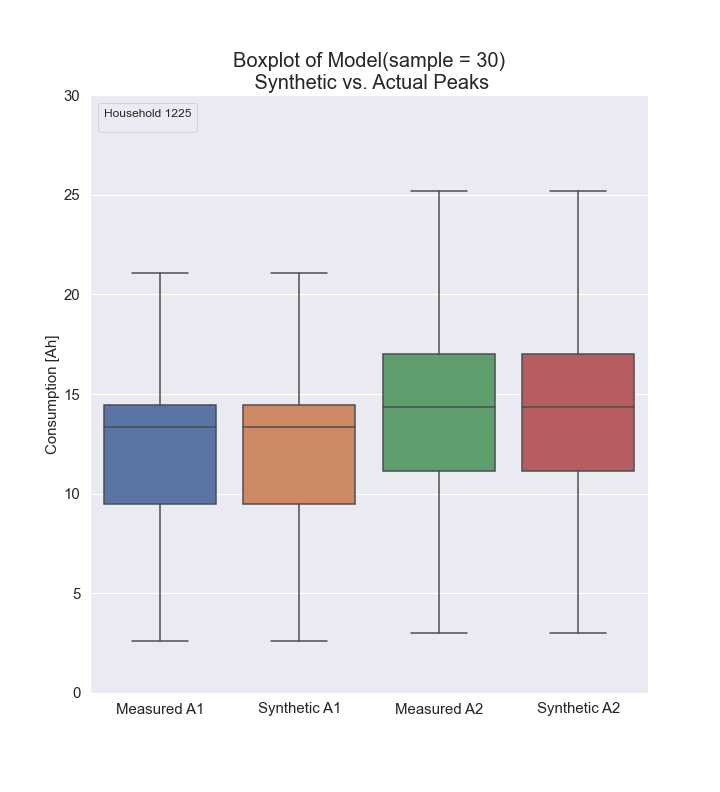 Boxplot of Model(sample = 30)
Synthetic vs. Actual Peaks
30
Household 1225
25
20
15
10
5
0
Consumption [Ah]
Measured A1
Synthetic A1
Measured A2
Synthetic A2